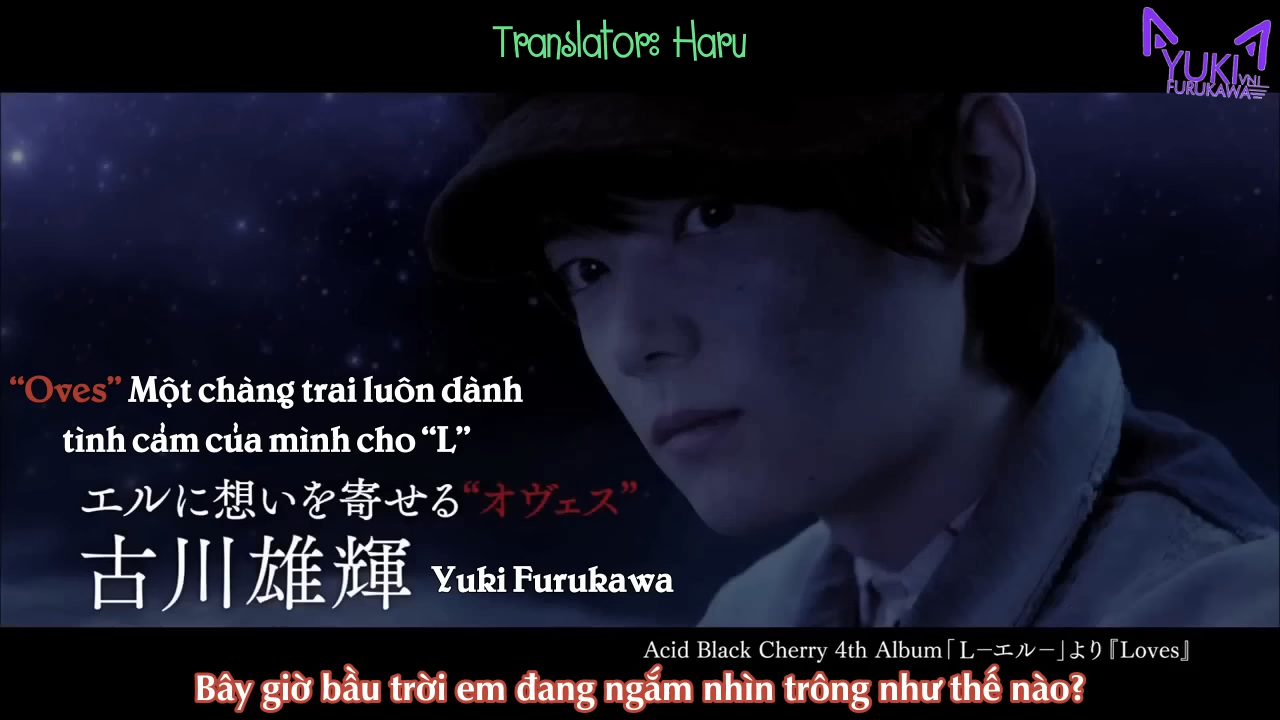 Translator: Haru
YUKI
VNI
FURUKAWA
“Oves” Một chàng trai luôn dành
tình cảm của mình cho “L”
エルに想いを寄せる“オヴェス”
古川雄輝 Yuki Furukawa
Acid Black Cherry 4th Album「L－エル－」より『Loves』
Bây giờ bầu trời em đang ngắm nhìn trông như thế nào?